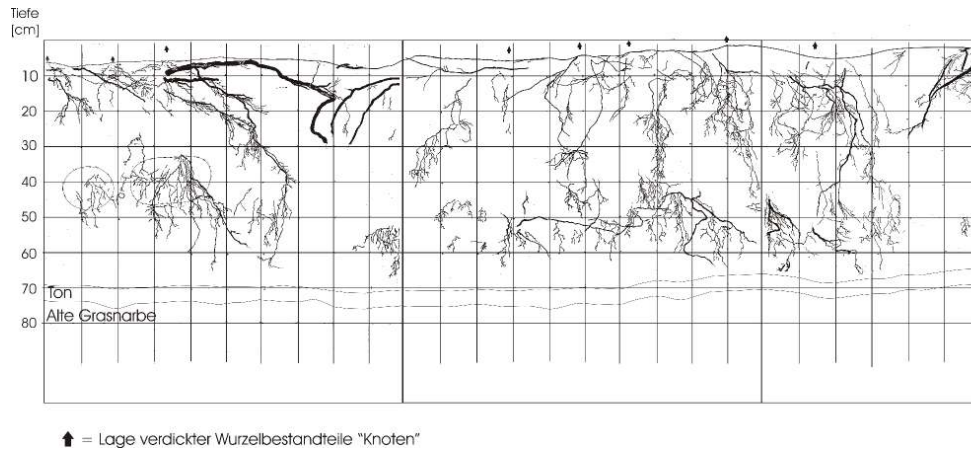 Tiefe
[cm]
10
20
30
40
50
60
70
80
Ton
Alte Grasnarbe
= Lage verdickter Wurzelbestandteile "Knoten"